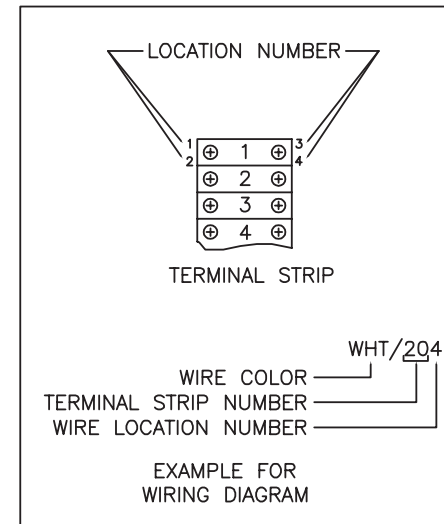 LOCATION NUMBER
1 3
2 4
1
2
3
4
TERMINAL STRIP
WHT/204
WIRE COLOR
TERMINAL STRIP NUMBER
WIRE LOCATION NUMBER
EXAMPLE FOR
WIRING DIAGRAM